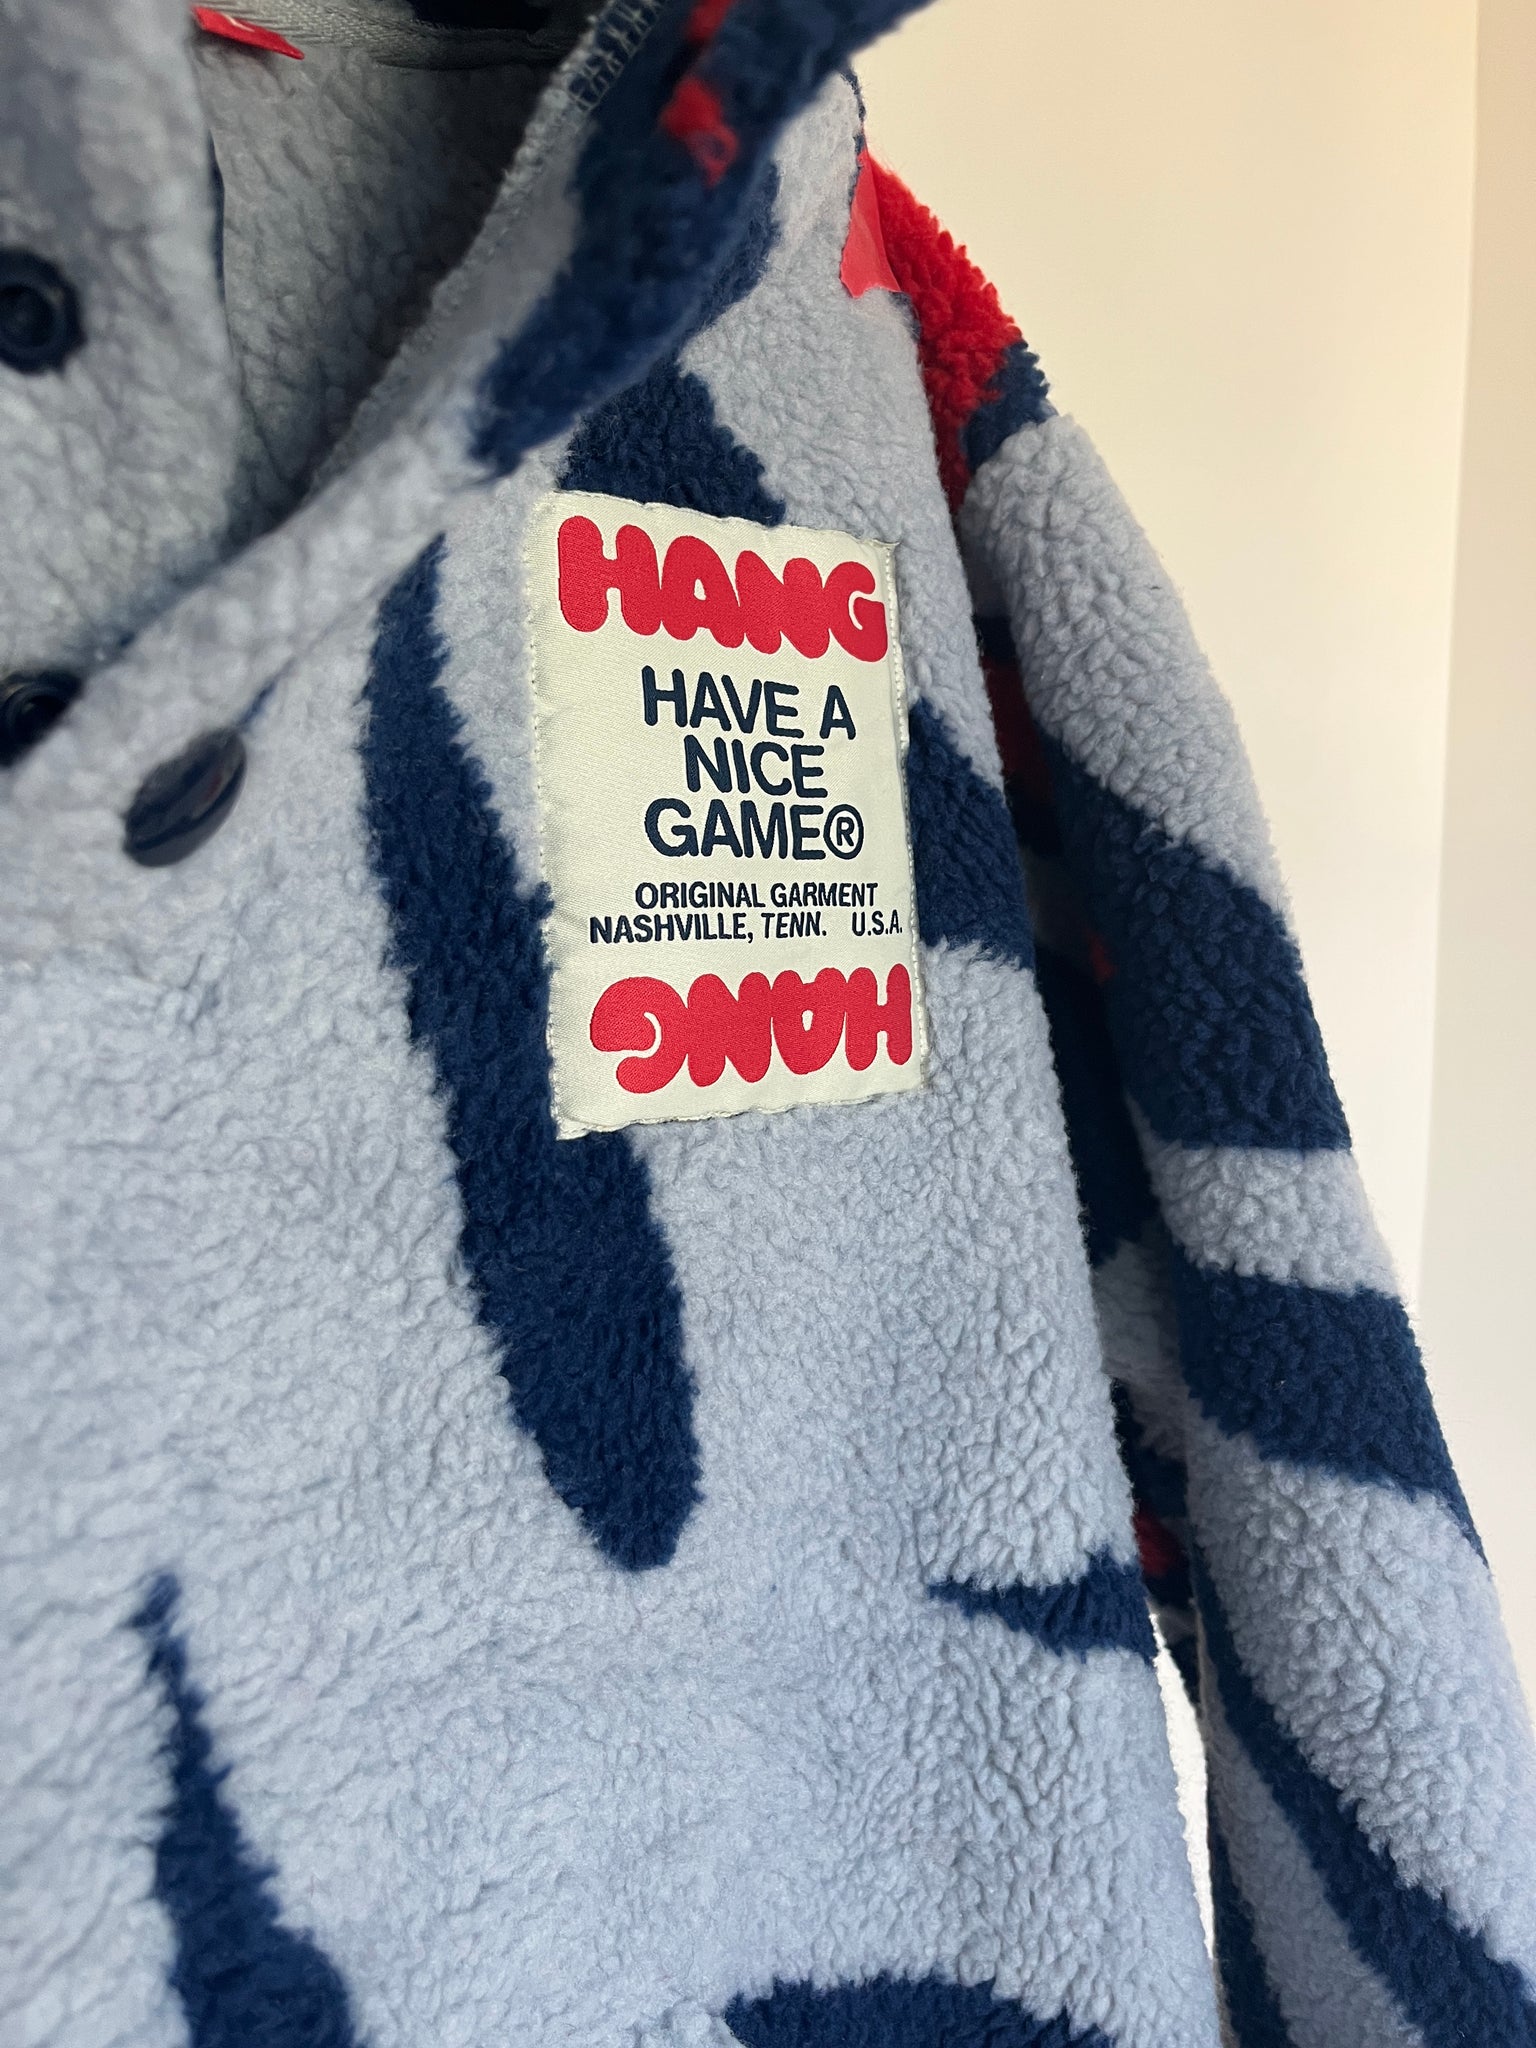 HANG
HAVE A
NICE
GAME®
ORIGINAL GARMENT
NASHVILLE, TENN. U.S.A.
HANG